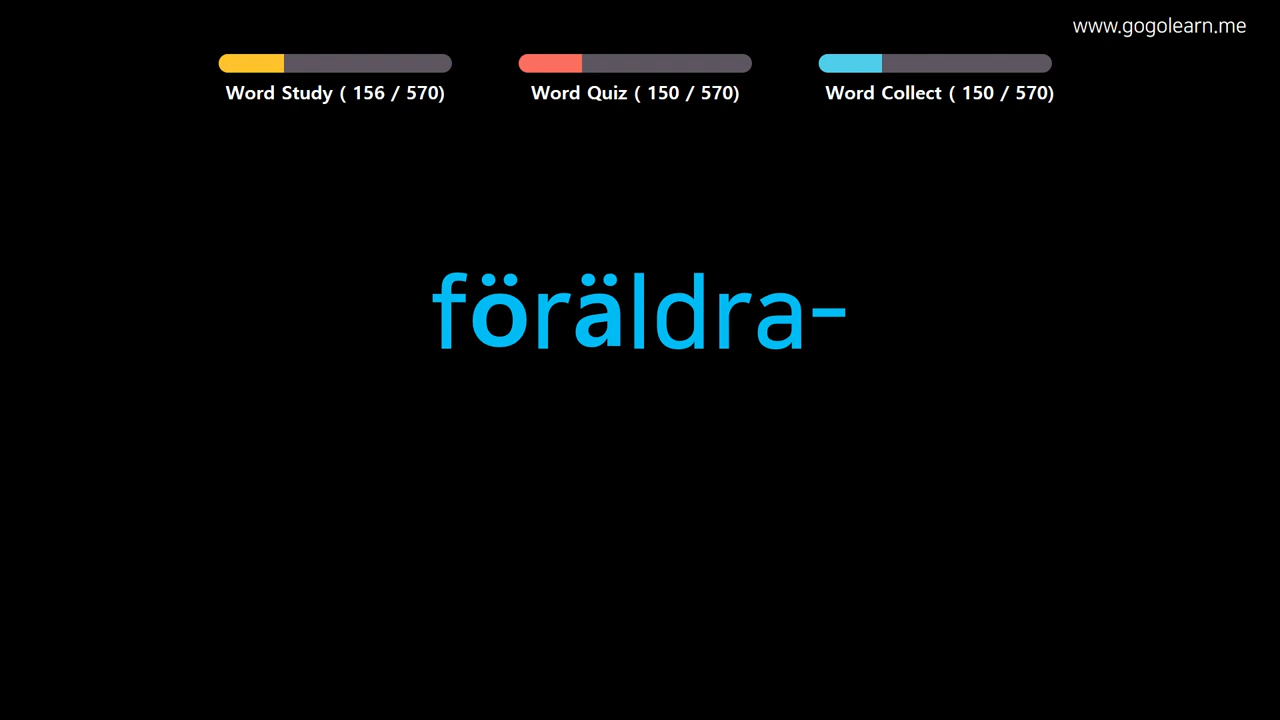 www.gogolearn.me
Word Study ( 156 / 570)
Word Quiz ( 150 / 570)
Word Collect ( 150 / 570)
föräldra-